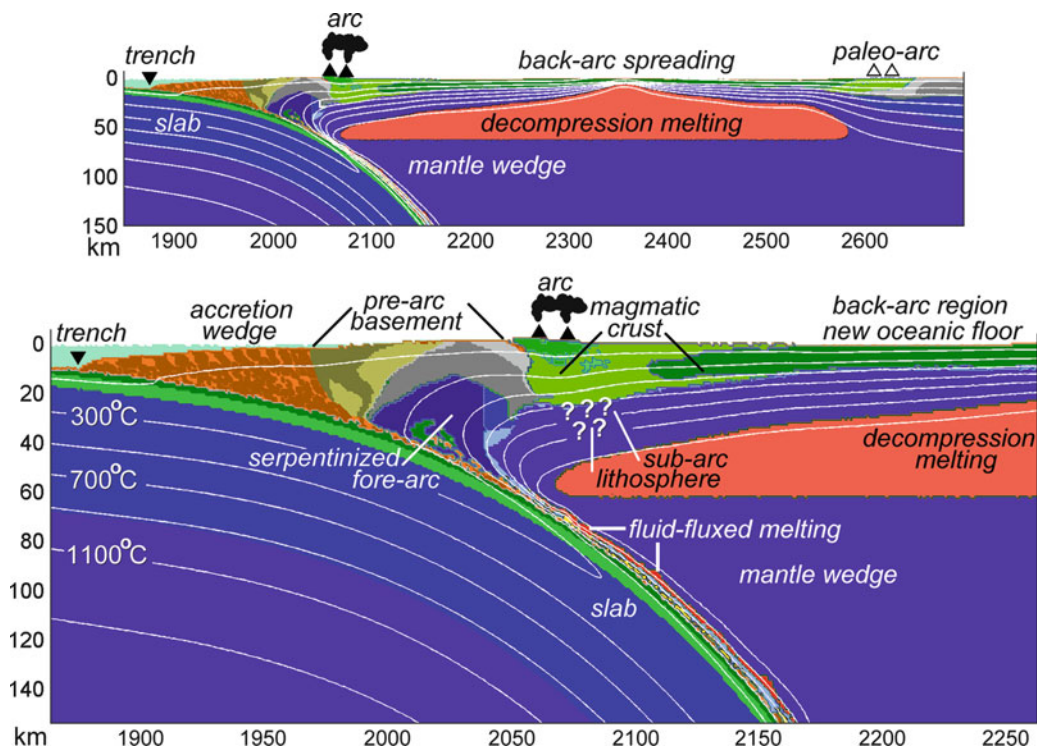 arc
trench
back-arc spreading
paleo-arc
0
50
100
150
km
slab
decompression melting
mantle wedge
1900
2000
2100
2200
2300
2400
2500
2600
arc
trench
accretion
wedge
pre-arc
basement
magmatic
crust
back-arc region
new oceanic floor
0
20
40
60
80
100
120
140
km
300°C
700°C
1100°C
serpentinized
fore-arc
? ? ?
? ?
sub-arc
lithosphere
decompression
melting
fluid-fluxed melting
mantle wedge
slab
1900
1950
2000
2050
2100
2150
2200
2250